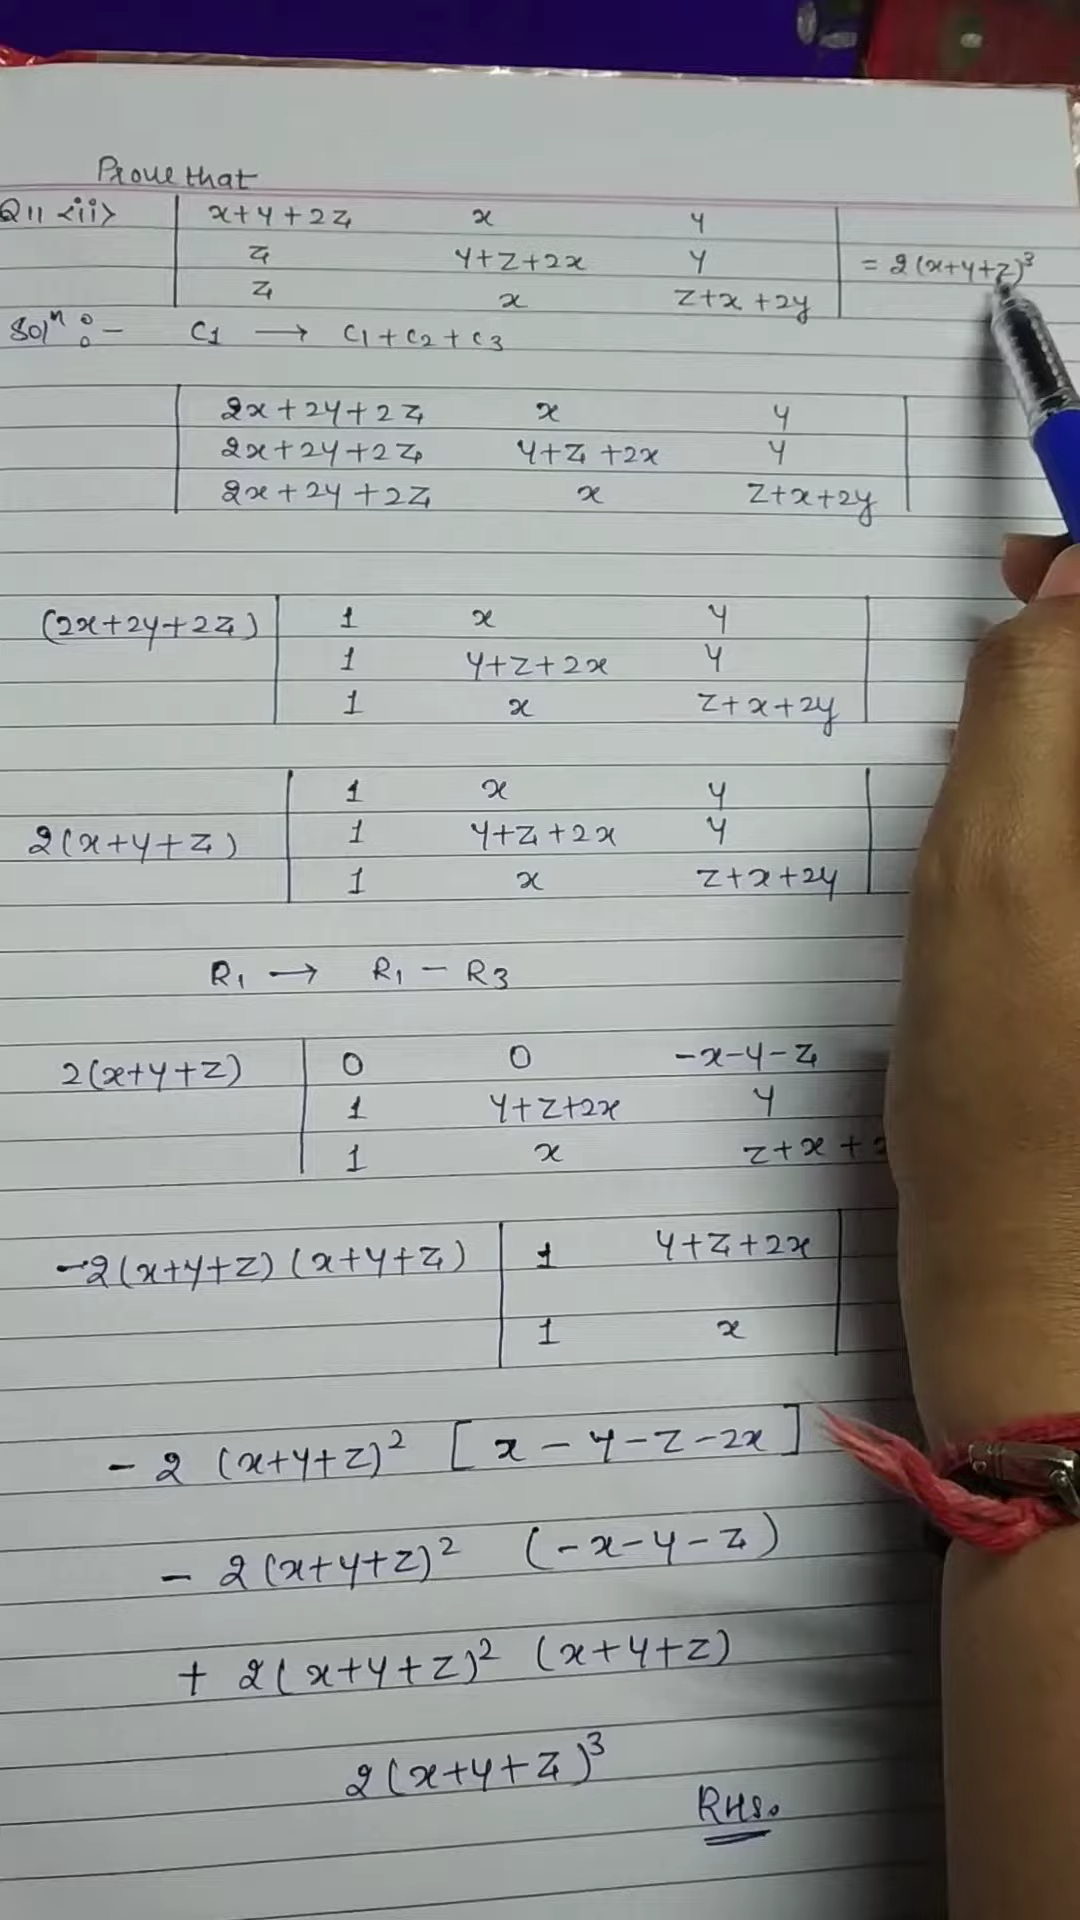 Prove that
Q11 <ii> | x+y+2z x y |
| z y+z+2x y | = 2(x+y+z)³
| z x z+x+2y |
Solⁿ :- C1 → C1+C2+C3
| 2x+2y+2z x y |
| 2x+2y+2z y+z+2x y |
| 2x+2y+2z x z+x+2y |
(2x+2y+2z) | 1 x y |
| 1 y+z+2x y |
| 1 x z+x+2y |
| 1 x y |
2(x+y+z) | 1 y+z+2x y |
| 1 x z+x+2y |
R1 → R1 - R3
2(x+y+z) | 0 0 -x-y-z
| 1 y+z+2x y
| 1 x z+x+
-2(x+y+z)(x+y+z) | 1 y+z+2x |
| 1 x |
-2 (x+y+z)² [x-y-z-2x]
-2(x+y+z)² (-x-y-z)
+2(x+y+z)² (x+y+z)
2(x+y+z)³
RHS.